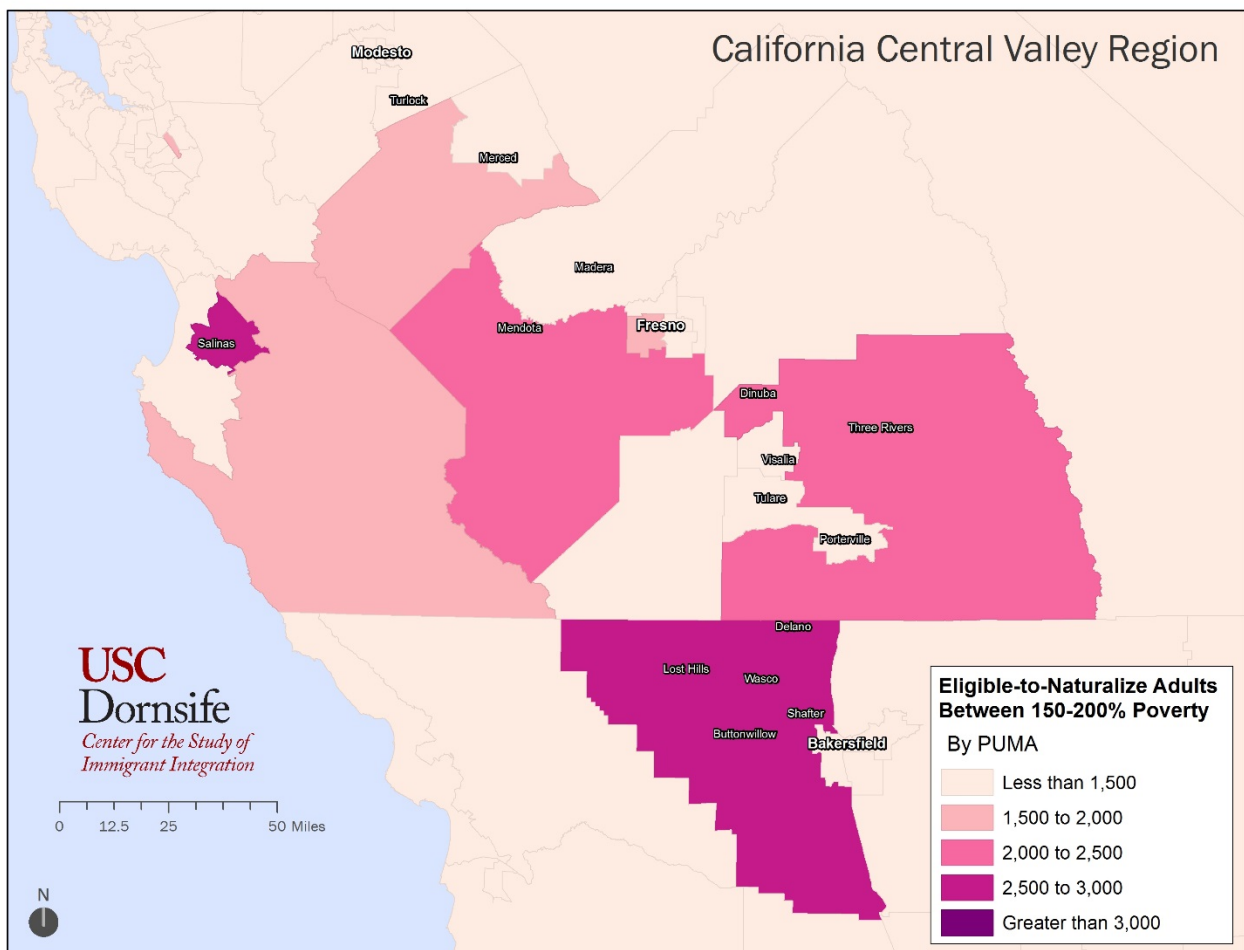 California Central Valley Region
Modesto
Turlock
Merced
Madera
Mendota
Fresno
Salinas
Dinuba
Three Rivers
Visalia
Tulare
Porterville
Delano
Lost Hills
Wasco
Shafter
Buttonwillow
Bakersfield
USC
Dornsife
Center for the Study of
Immigrant Integration
0 12.5 25 50 Miles
N
Eligible-to-Naturalize Adults
Between 150-200% Poverty
By PUMA
Less than 1,500
1,500 to 2,000
2,000 to 2,500
2,500 to 3,000
Greater than 3,000